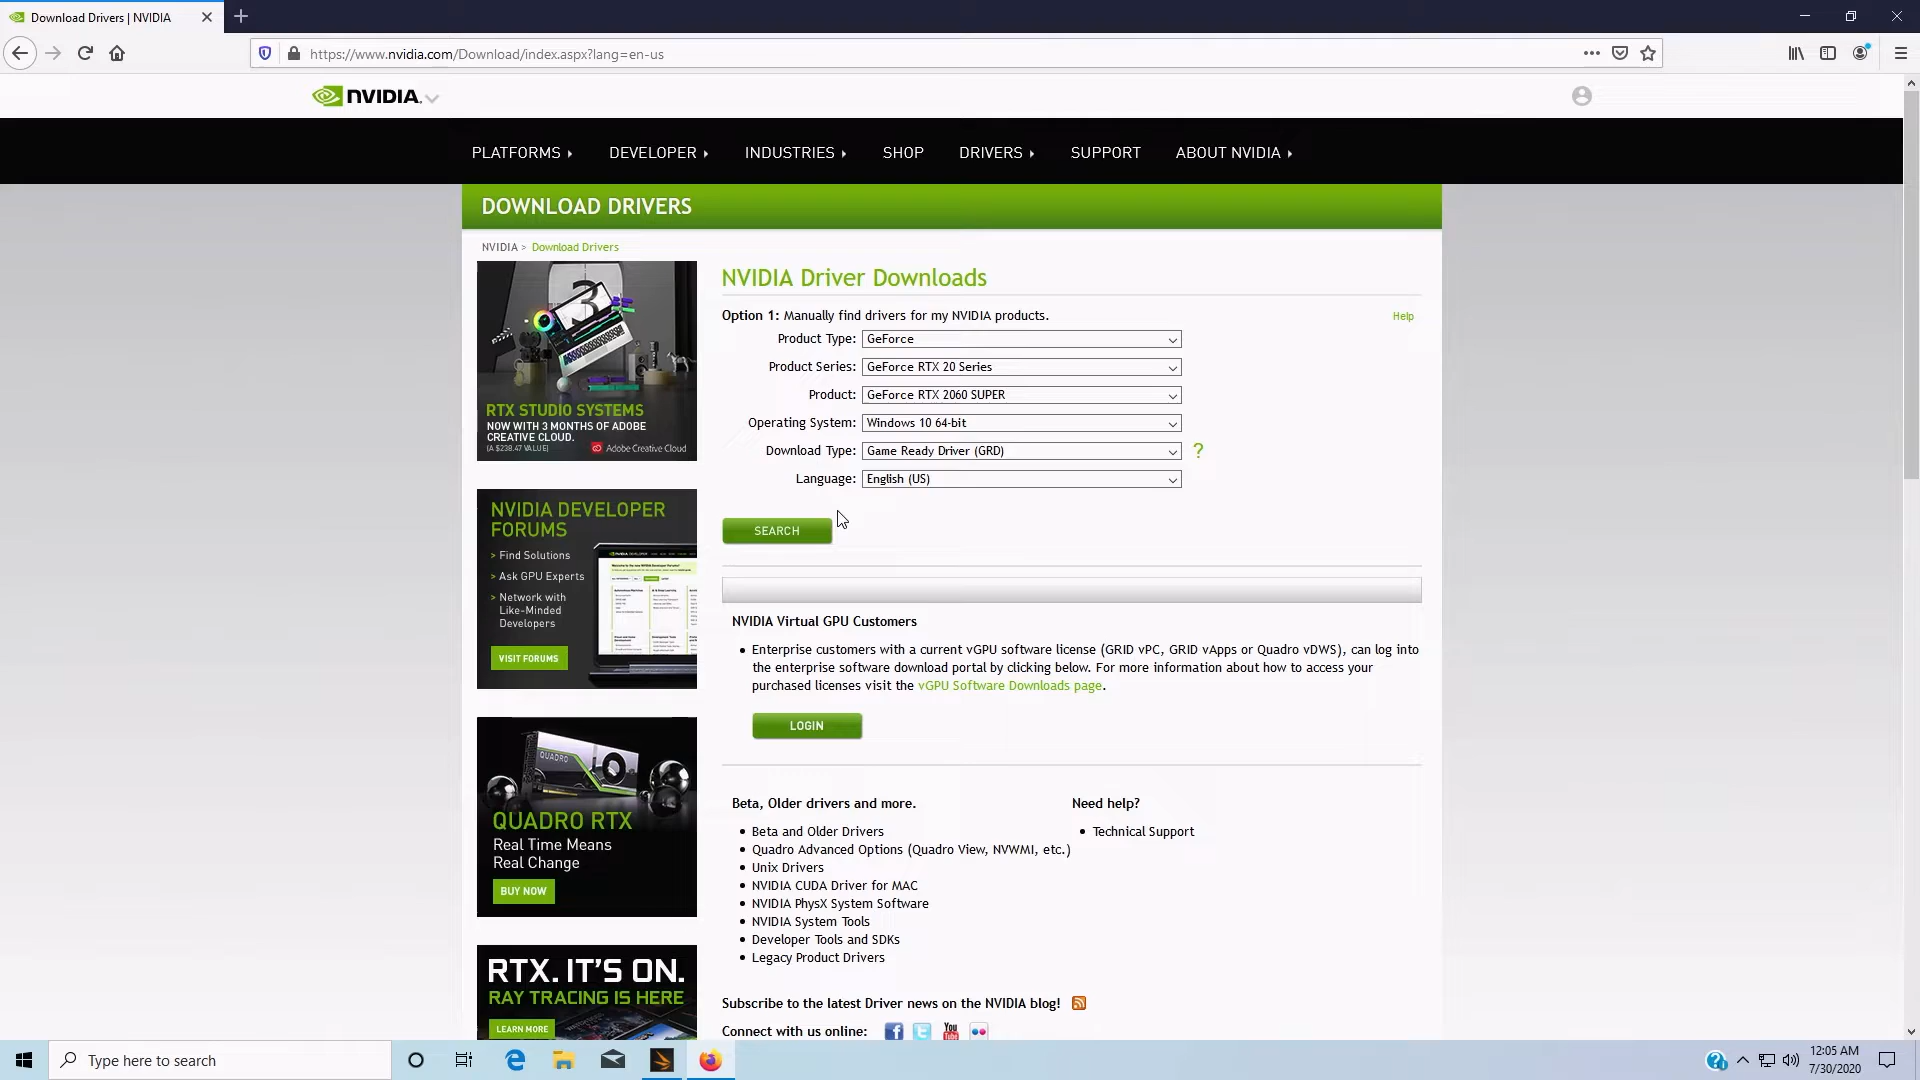 Download Drivers | NVIDIA
https://www.nvidia.com/Download/index.aspx?lang=en-us
NVIDIA.
PLATFORMS DEVELOPER INDUSTRIES SHOP DRIVERS SUPPORT ABOUT NVIDIA
DOWNLOAD DRIVERS
NVIDIA > Download Drivers
NVIDIA Driver Downloads
Option 1: Manually find drivers for my NVIDIA products.
Help
Product Type: GeForce
Product Series: GeForce RTX 20 Series
Product: GeForce RTX 2060 SUPER
Operating System: Windows 10 64-bit
Download Type: Game Ready Driver (GRD) ?
Language: English (US)
SEARCH
3
RTX STUDIO SYSTEMS
NOW WITH 3 MONTHS OF ADOBE
CREATIVE CLOUD.
(A $238.47 VALUE)
Adobe Creative Cloud
NVIDIA DEVELOPER
FORUMS
> Find Solutions
> Ask GPU Experts
> Network with
Like-Minded
Developers
VISIT FORUMS
NVIDIA Virtual GPU Customers
Enterprise customers with a current vGPU software license (GRID vPC, GRID vApps or Quadro vDWS), can log into
the enterprise software download portal by clicking below. For more information about how to access your
purchased licenses visit the vGPU Software Downloads page.
LOGIN
QUADRO
QUADRO RTX
Real Time Means
Real Change
BUY NOW
Beta, Older drivers and more.
Beta and Older Drivers
Quadro Advanced Options (Quadro View, NVWMI, etc.)
Unix Drivers
NVIDIA CUDA Driver for MAC
NVIDIA PhysX System Software
NVIDIA System Tools
Developer Tools and SDKs
Legacy Product Drivers
Need help?
Technical Support
RTX. IT'S ON.
RAY TRACING IS HERE
LEARN MORE
Subscribe to the latest Driver news on the NVIDIA blog!
Connect with us online:
You
Type here to search
12:05 AM
7/30/2020